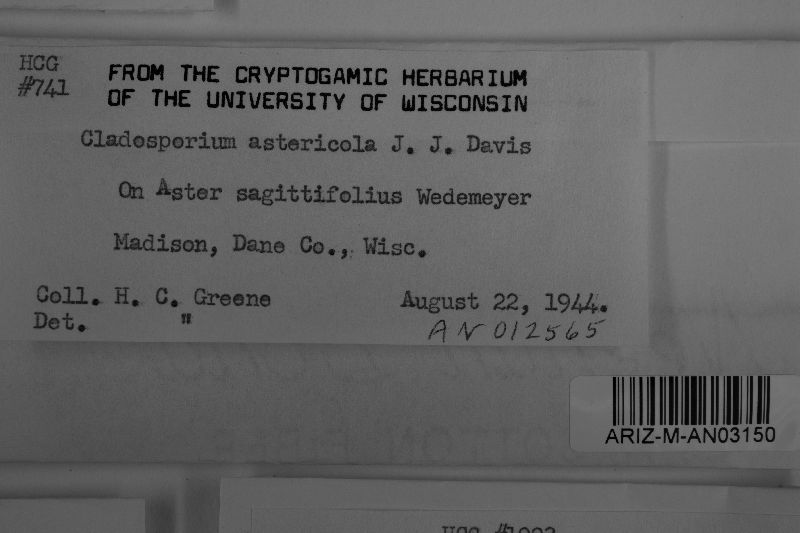 HCG
#741
FROM THE CRYPTOGAMIC HERBARIUM
OF THE UNIVERSITY OF WISCONSIN
Cladosporium astericola J. J. Davis
On Aster sagittifolius Wedemeyer
Madison, Dane Co., Wisc.
Coll. H. C. Greene August 22, 1944.
Det. "
AN 012565
ARIZ-M-AN03150
HCG